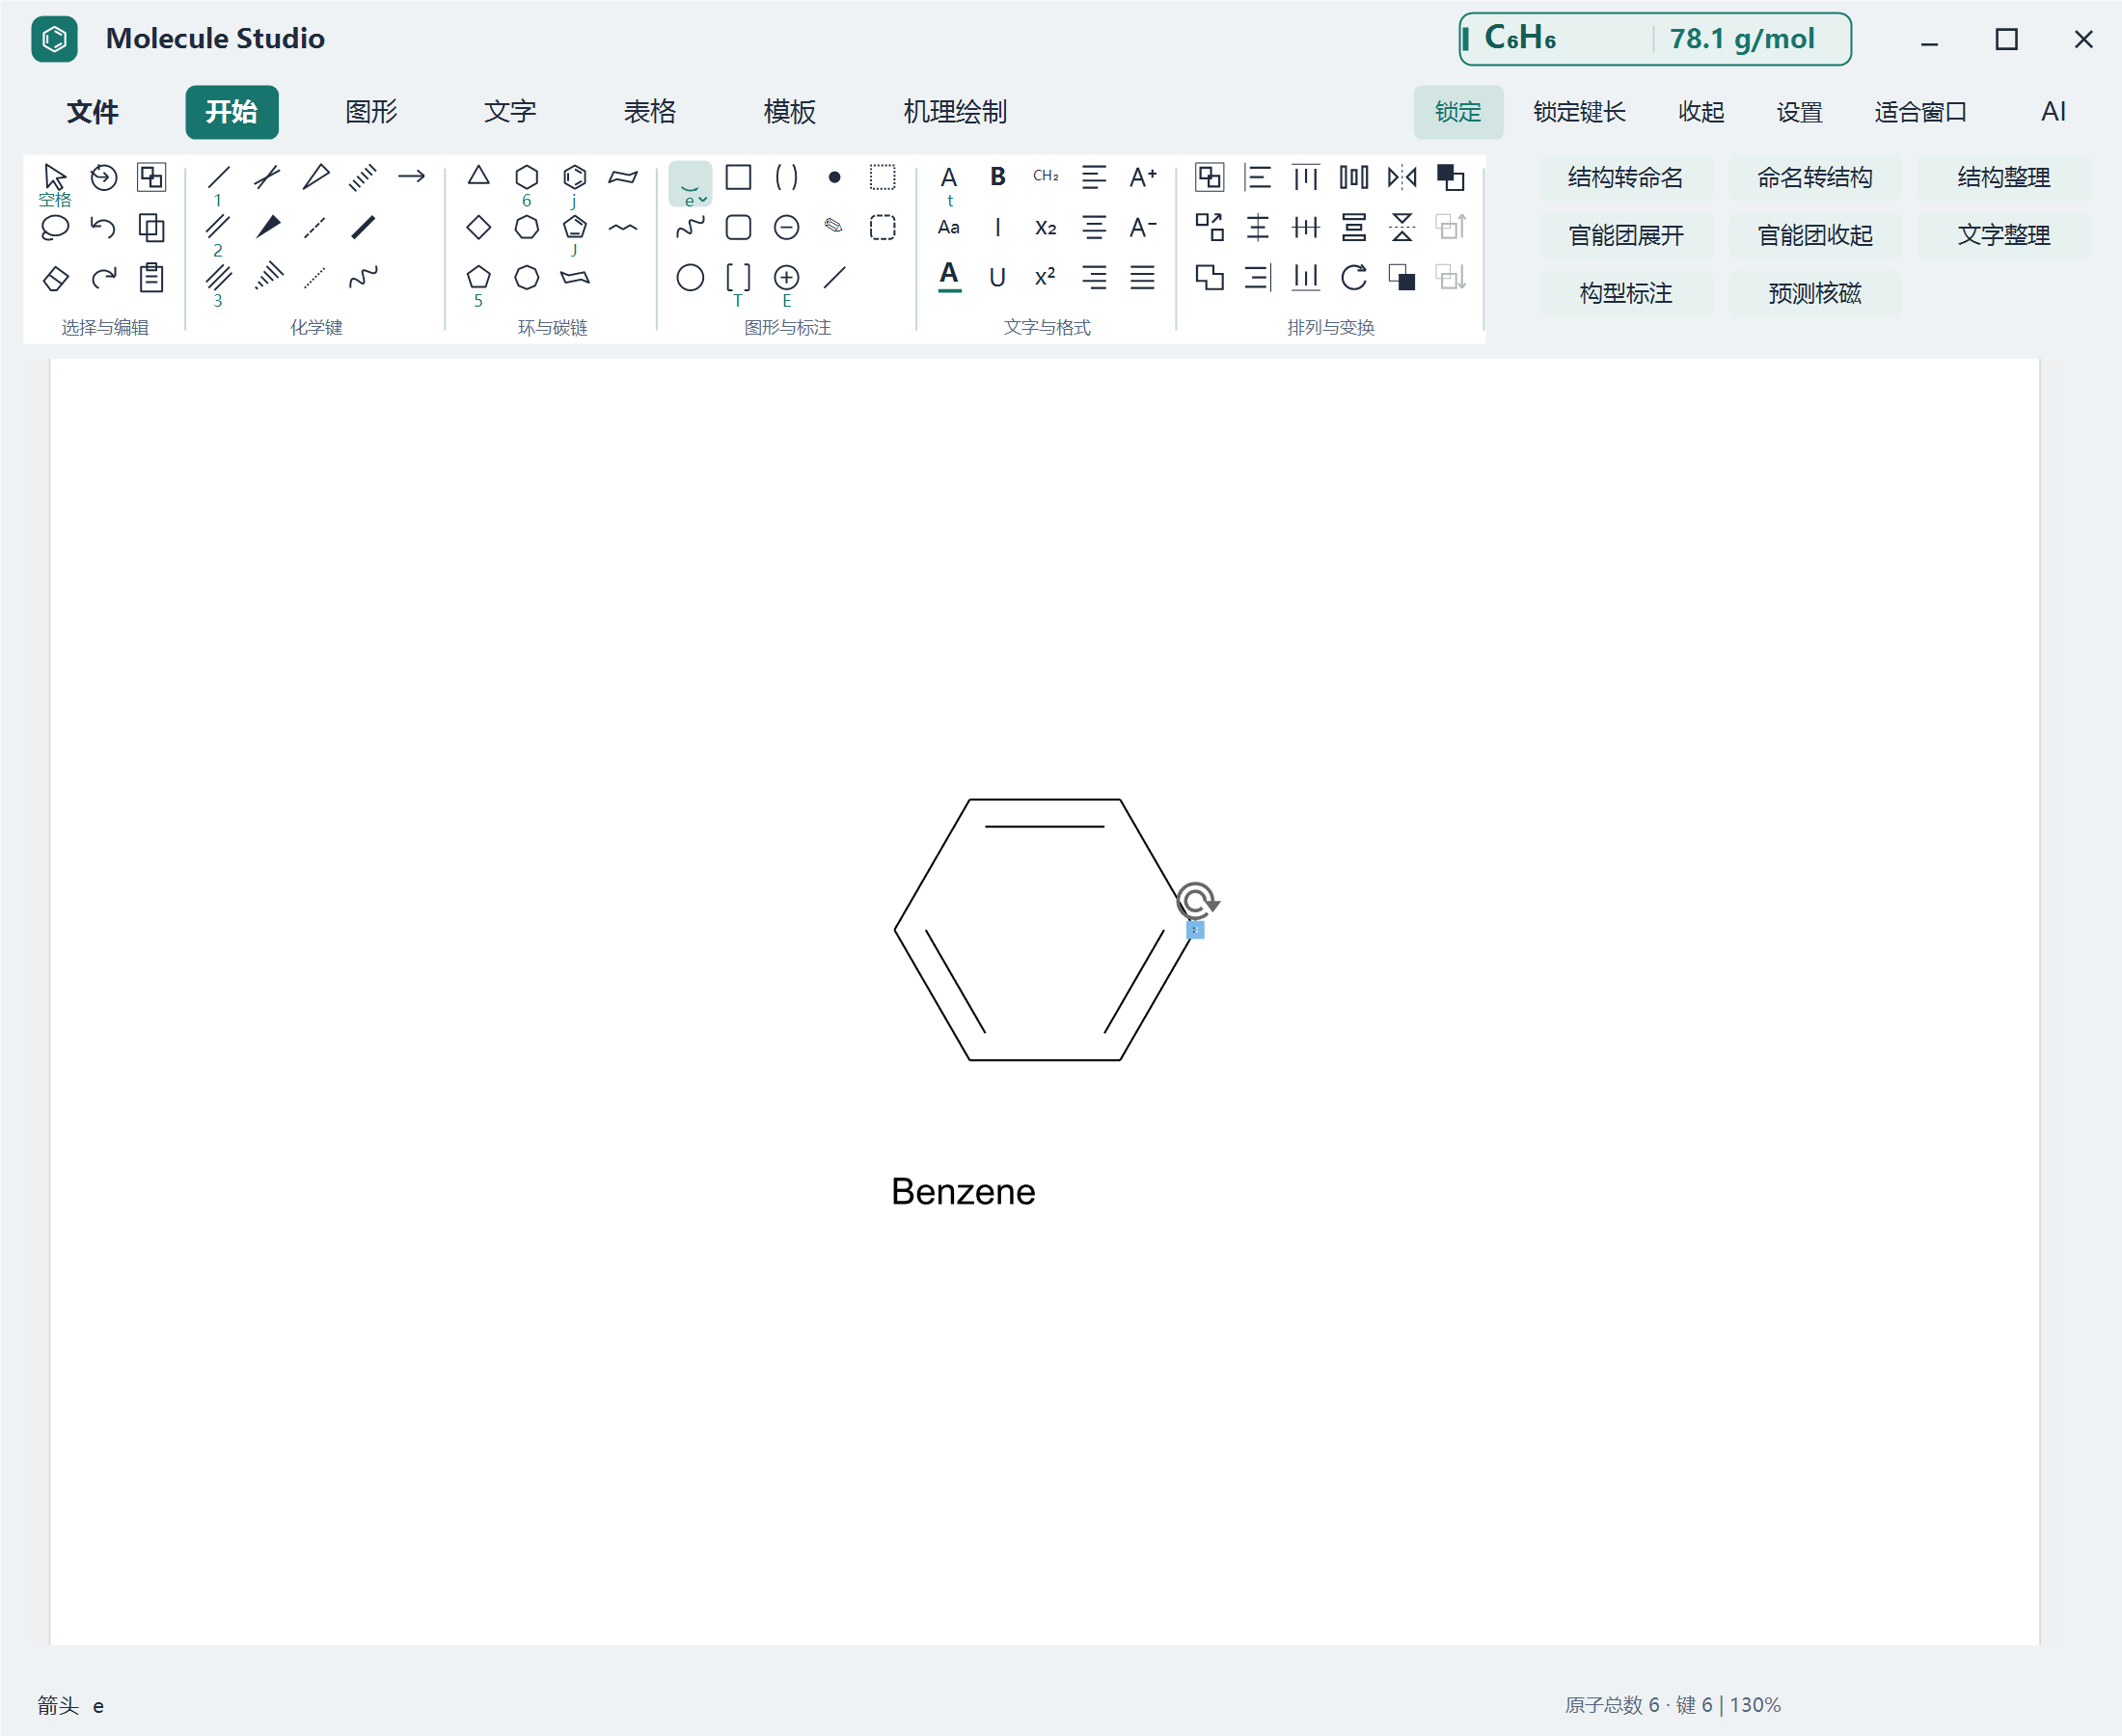 Molecule Studio
C₆H₆ 78.1 g/mol
文件 开始 图形 文字 表格 模板 机理绘制 锁定 锁定键长 收起 设置 适合窗口 AI
空格 1 6 j e T A t B CH₂ A⁺
2 J Aa I X₂ A⁻
3 5 T E A U X²
选择与编辑 化学键 环与碳链 图形与标注 文字与格式 排列与变换
结构转命名 命名转结构 结构整理
官能团展开 官能团收起 文字整理
构型标注 预测核磁
Benzene
箭头 e
原子总数 6 · 键 6 | 130%